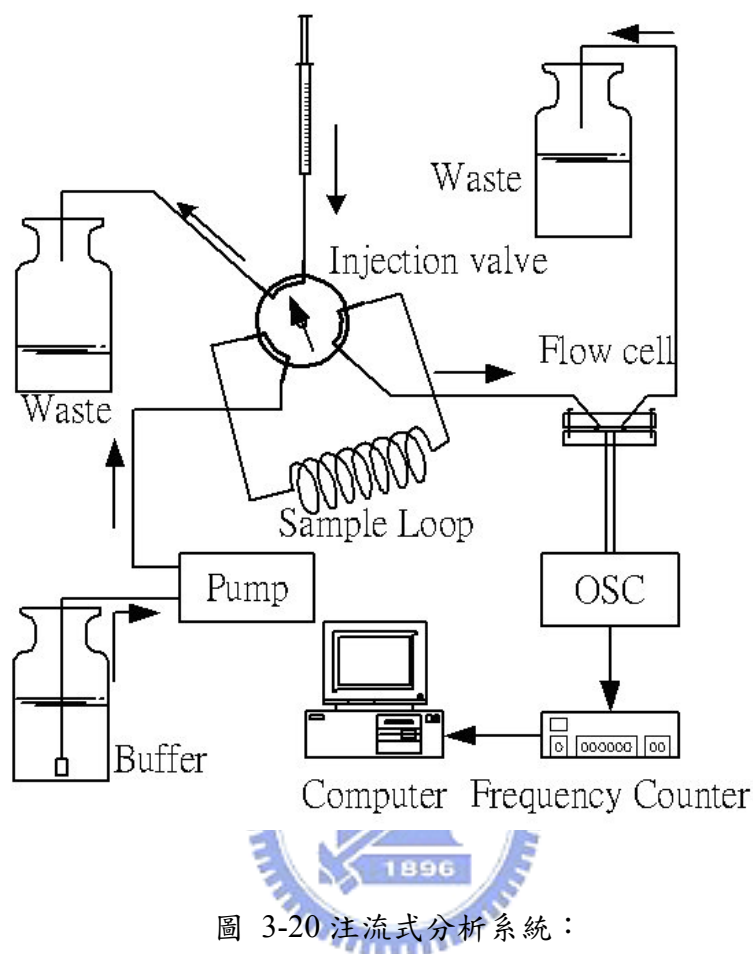 Waste
Injection valve
Flow cell
Waste
Sample Loop
Pump
OSC
Buffer
0 000000 00
Computer
Frequency Counter
1896
圖 3-20 注流式分析系統：